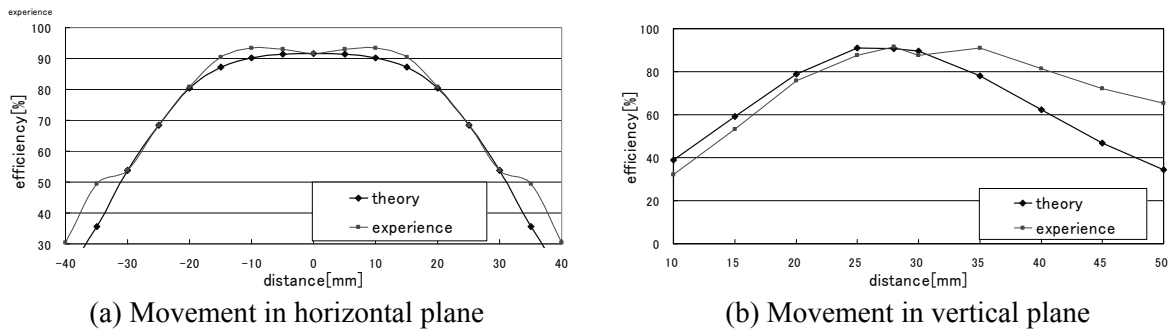 experience
100
90
80
70
60
50
40
30
efficiency[%]
theory
experience
-40 -30 -20 -10 0 10 20 30 40
distance[mm]
(a) Movement in horizontal plane
100
80
60
40
20
0
efficiency[%]
theory
experience
10 15 20 25 30 35 40 45 50
distance[mm]
(b) Movement in vertical plane